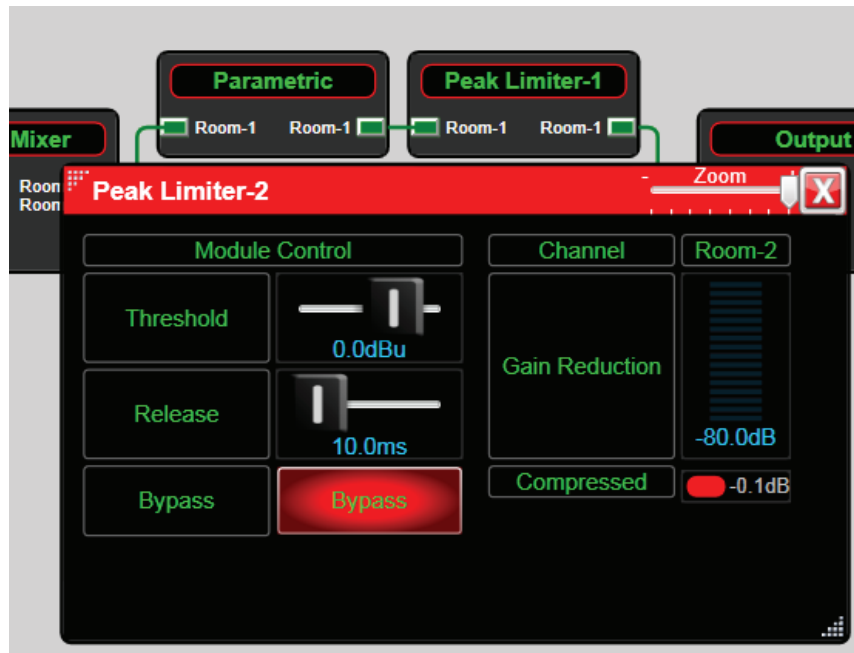 Parametric
Peak Limiter-1
Room-1 Room-1
Room-1 Room-1
Mixer
Output
Room
Room
Peak Limiter-2
- Zoom
X
Module Control
Channel
Room-2
Threshold
0.0dBu
Gain Reduction
-80.0dB
Release
10.0ms
Bypass
Bypass
Compressed
-0.1dB